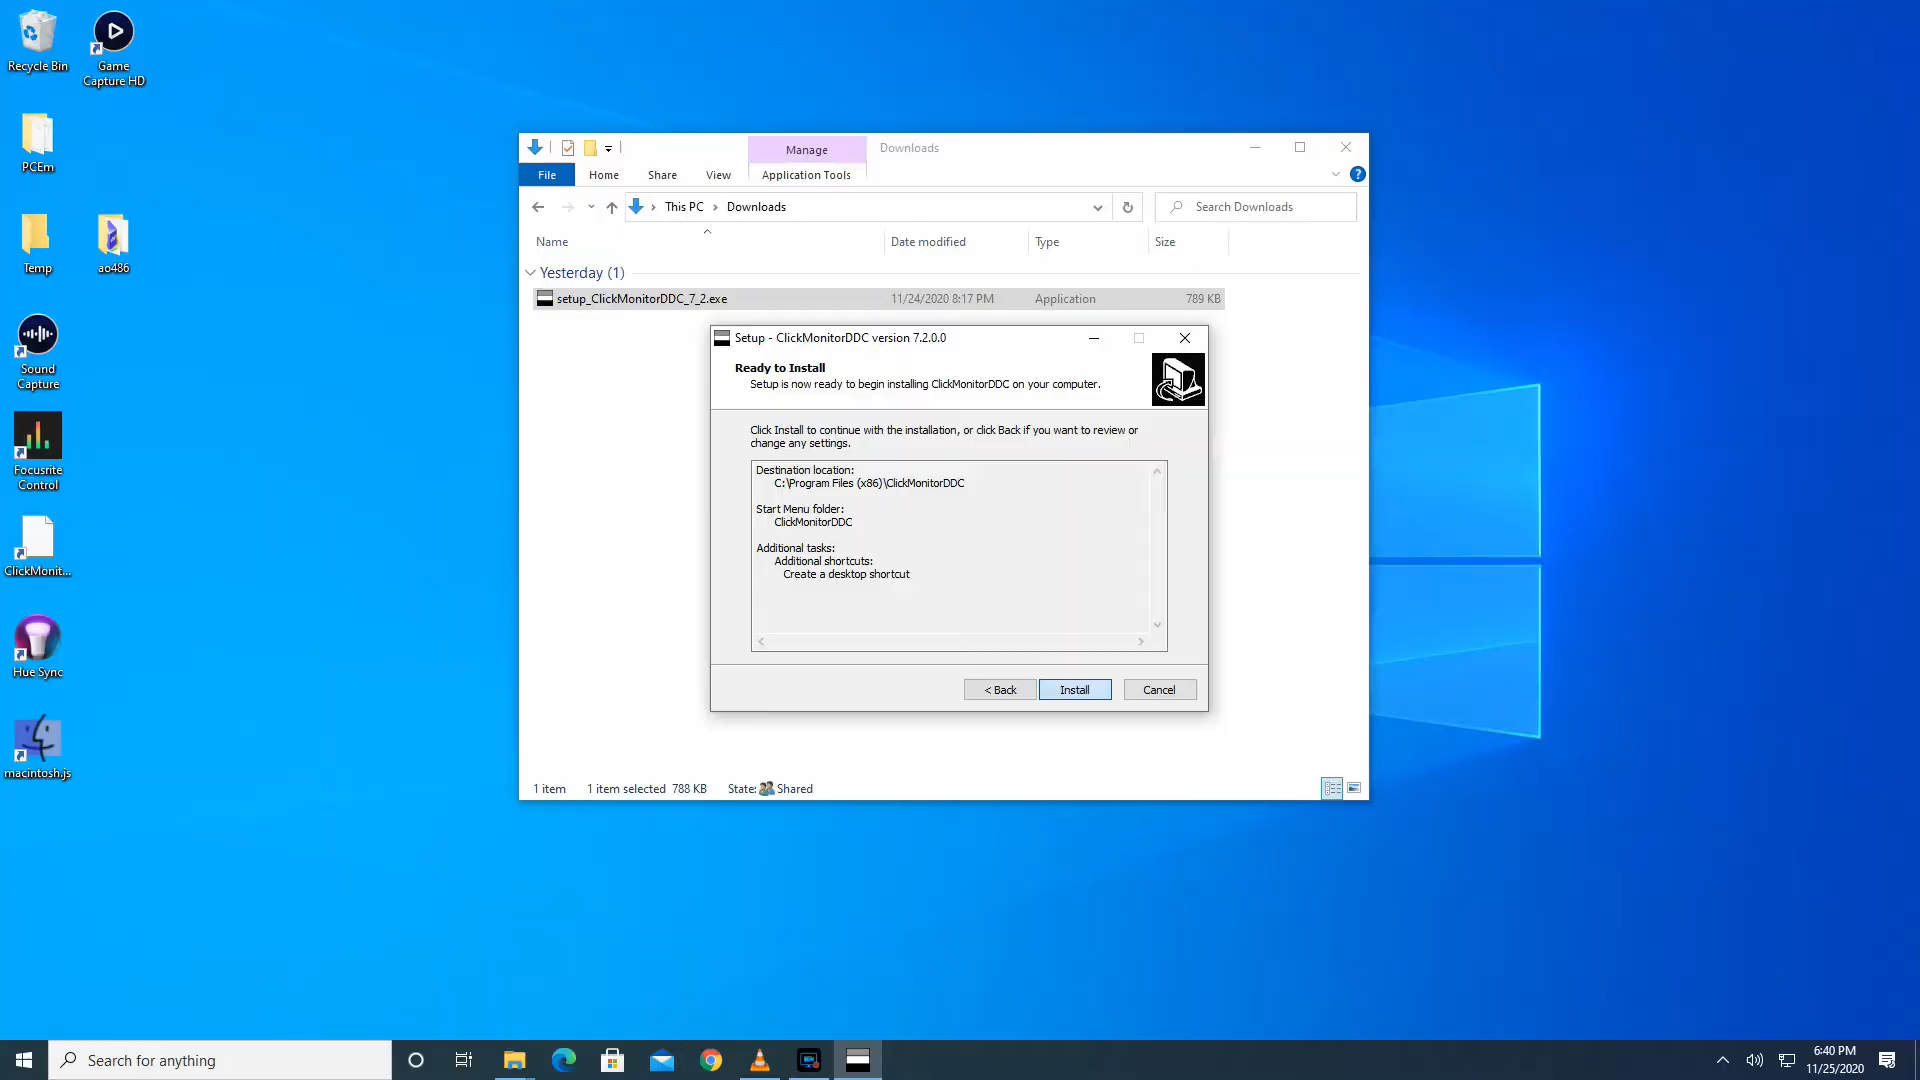 Recycle Bin
Game
Capture HD
PCEm
Temp
ao486
Sound
Capture
Focusrite
Control
ClickMonit...
Hue Sync
macintosh.js
Manage
Downloads
File
Home
Share
View
Application Tools
This PC
Downloads
Search Downloads
Name
Date modified
Type
Size
Yesterday (1)
setup_ClickMonitorDDC_7_2.exe
11/24/2020 8:17 PM
Application
789 KB
Setup - ClickMonitorDDC version 7.2.0.0
Ready to Install
Setup is now ready to begin installing ClickMonitorDDC on your computer.
Click Install to continue with the installation, or click Back if you want to review or
change any settings.
Destination location:
C:\Program Files (x86)\ClickMonitorDDC
Start Menu folder:
ClickMonitorDDC
Additional tasks:
Additional shortcuts:
Create a desktop shortcut
< Back
Install
Cancel
1 item
1 item selected 788 KB
State: Shared
Search for anything
6:40 PM
11/25/2020